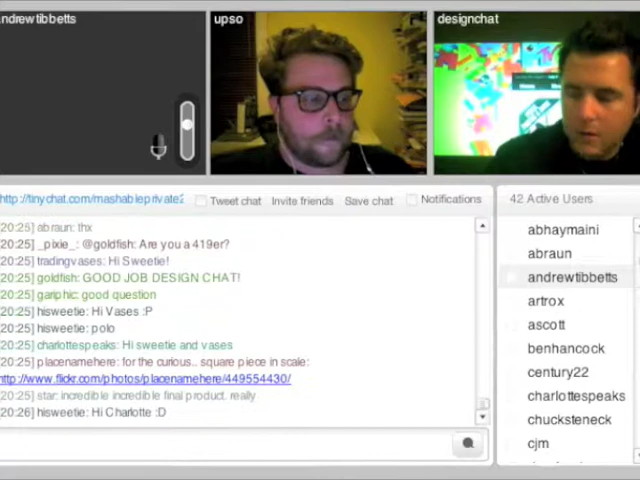 andrewtibbetts
upso
designchat
http://tinychat.com/mashableprivate2
Tweet chat
Invite friends
Save chat
Notifications
42 Active Users
[20:25] abraun: thx
[20:25] _pixie_: @goldfish: Are you a 419er?
[20:25] tradingvases: Hi Sweetie!
[20:25] goldfish: GOOD JOB DESIGN CHAT!
[20:25] gariphic: good question
[20:25] hisweetie: Hi Vases :P
[20:25] hisweetie: polo
[20:25] charlottespeaks: Hi sweetie and vases
[20:25] placenamehere: for the curious.. square piece in scale:
http://www.flickr.com/photos/placenamehere/449554430/
[20:25] star: incredible incredible final product. really
[20:26] hisweetie: Hi Charlotte :D
abhaymaini
abraun
andrewtibbetts
artrox
ascott
benhancock
century22
charlottespeaks
chucksteneck
cjm